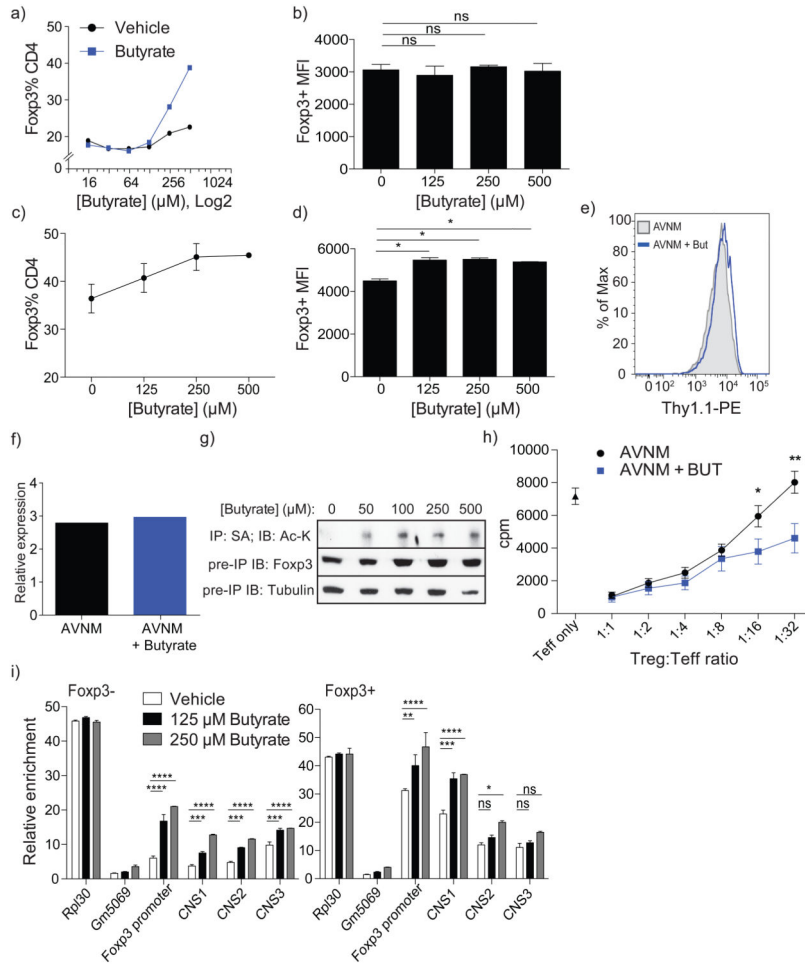 a)
Vehicle
Butyrate
Foxp3% CD4
50
40
30
20
0
16 64 256 1024
[Butyrate] (µM), Log2
b)
ns
ns
ns
Foxp3+ MFI
4000
3000
2000
1000
0
0 125 250 500
[Butyrate] (µM)
c)
Foxp3% CD4
60
50
40
30
20
0 125 250 500
[Butyrate] (µM)
d)
*
*
*
Foxp3+ MFI
6000
4000
2000
0
0 125 250 500
[Butyrate] (µM)
e)
AVNM
AVNM + But
% of Max
100
80
60
40
20
0
0 10² 10³ 10⁴ 10⁵
Thy1.1-PE
f)
Relative expression
4
3
2
1
0
AVNM
AVNM
+ Butyrate
g)
[Butyrate] (µM): 0 50 100 250 500
IP: SA; IB: Ac-K
pre-IP IB: Foxp3
pre-IP IB: Tubulin
h)
AVNM
AVNM + BUT
* **
cpm
10000
8000
6000
4000
2000
0
Teff only 1:1 1:2 1:4 1:8 1:16 1:32
Treg:Teff ratio
i)
Foxp3-
Vehicle
125 µM Butyrate
250 µM Butyrate
Relative enrichment
50
40
30
20
10
0
**** **** **** ****
**** *** *** ***
Rpl30 Gm5069 Foxp3 promoter CNS1 CNS2 CNS3
Foxp3+
50
40
30
20
10
0
**** **** * ns
** *** ns ns
Rpl30 Gm5069 Foxp3 promoter CNS1 CNS2 CNS3